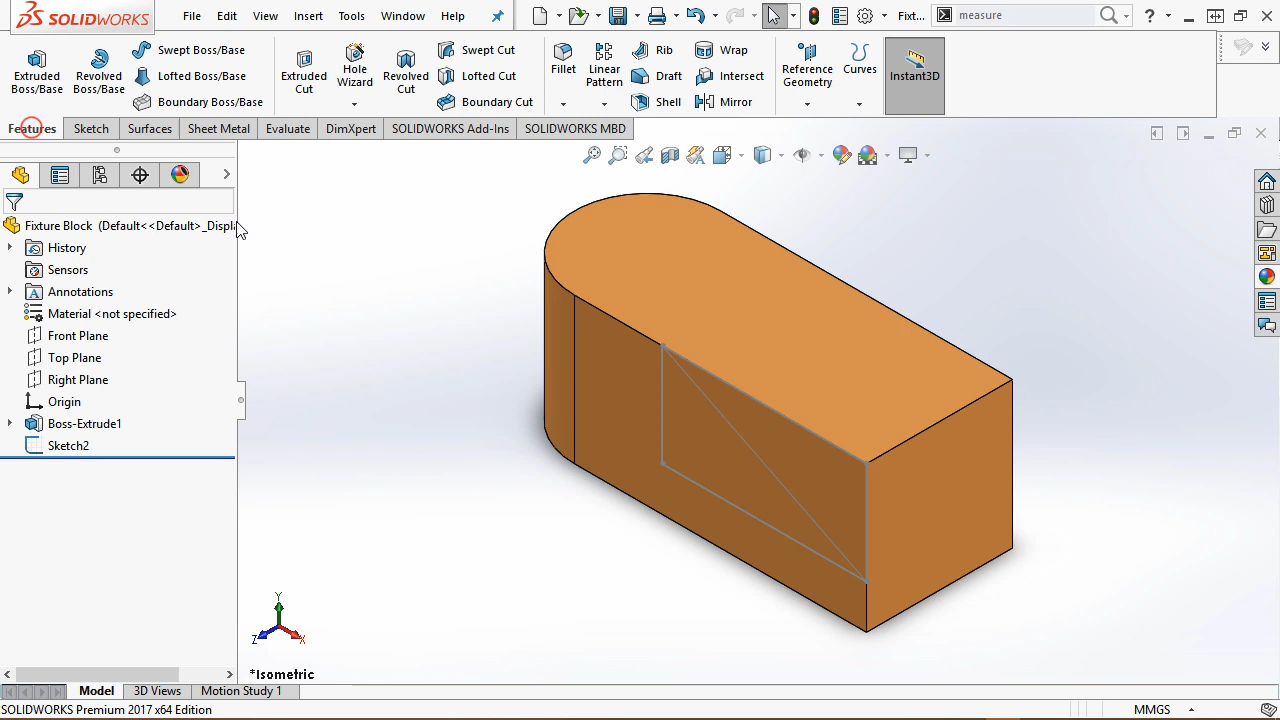 SOLIDWORKS File Edit View Insert Tools Window Help Fixt... measure ?
Extruded Boss/Base
Revolved Boss/Base
Swept Boss/Base
Lofted Boss/Base
Boundary Boss/Base
Extruded Cut
Hole Wizard
Revolved Cut
Swept Cut
Lofted Cut
Boundary Cut
Fillet
Linear Pattern
Rib
Draft
Shell
Wrap
Intersect
Mirror
Reference Geometry
Curves
Instant3D
Features Sketch Surfaces Sheet Metal Evaluate DimXpert SOLIDWORKS Add-Ins SOLIDWORKS MBD
Fixture Block (Default<<Default>_Displa
History
Sensors
Annotations
Material <not specified>
Front Plane
Top Plane
Right Plane
Origin
Boss-Extrude1
Sketch2
Y
Z X
*Isometric
Model 3D Views Motion Study 1
SOLIDWORKS Premium 2017 x64 Edition MMGS